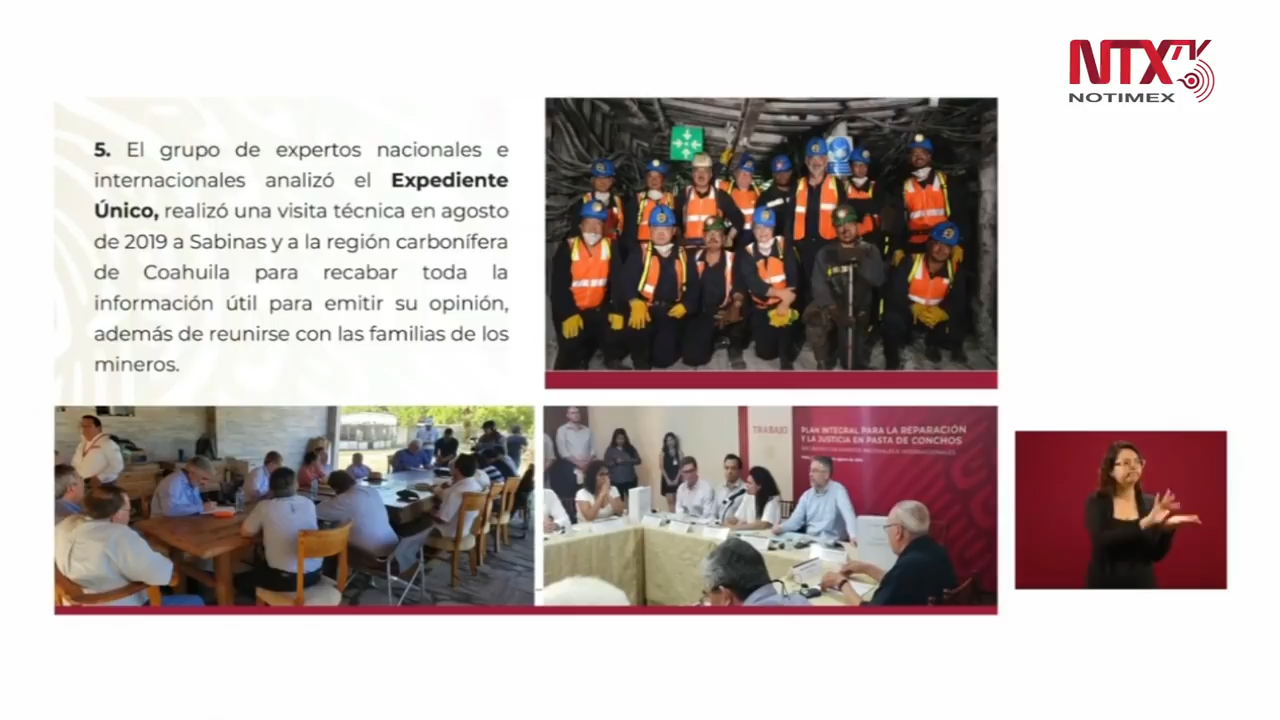 NTX TV
NOTIMEX
5. El grupo de expertos nacionales e
internacionales analizó el Expediente
Único, realizó una visita técnica en agosto
de 2019 a Sabinas y a la región carbonífera
de Coahuila para recabar toda la
información útil para emitir su opinión,
además de reunirse con las familias de los
mineros.
TRABAJO
PLAN INTEGRAL PARA LA REPARACIÓN
Y LA JUSTICIA EN PASTA DE CONCHOS